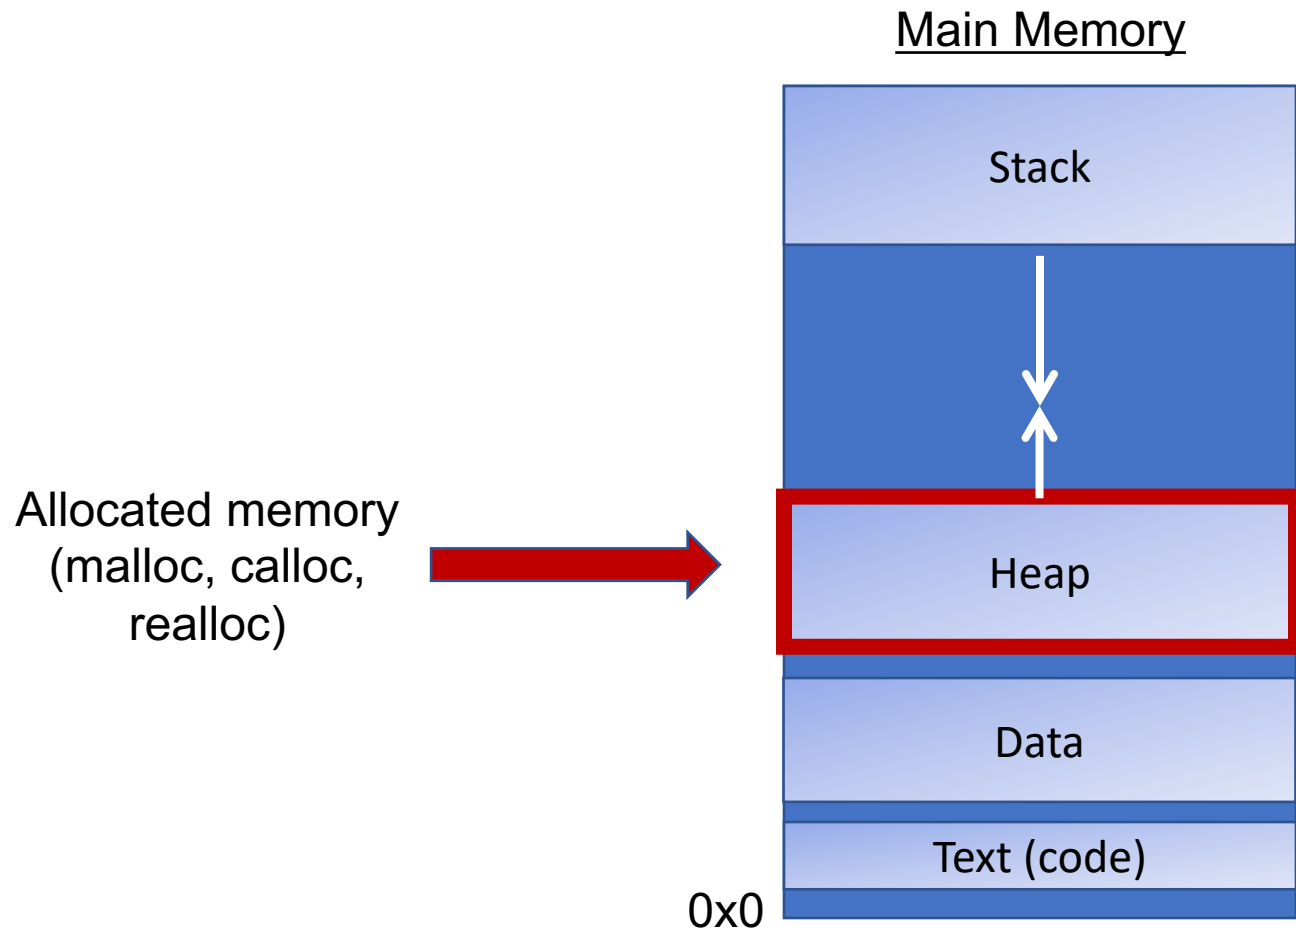 Main Memory
Stack
Allocated memory
(malloc, calloc,
realloc)
Heap
Data
Text (code)
0x0